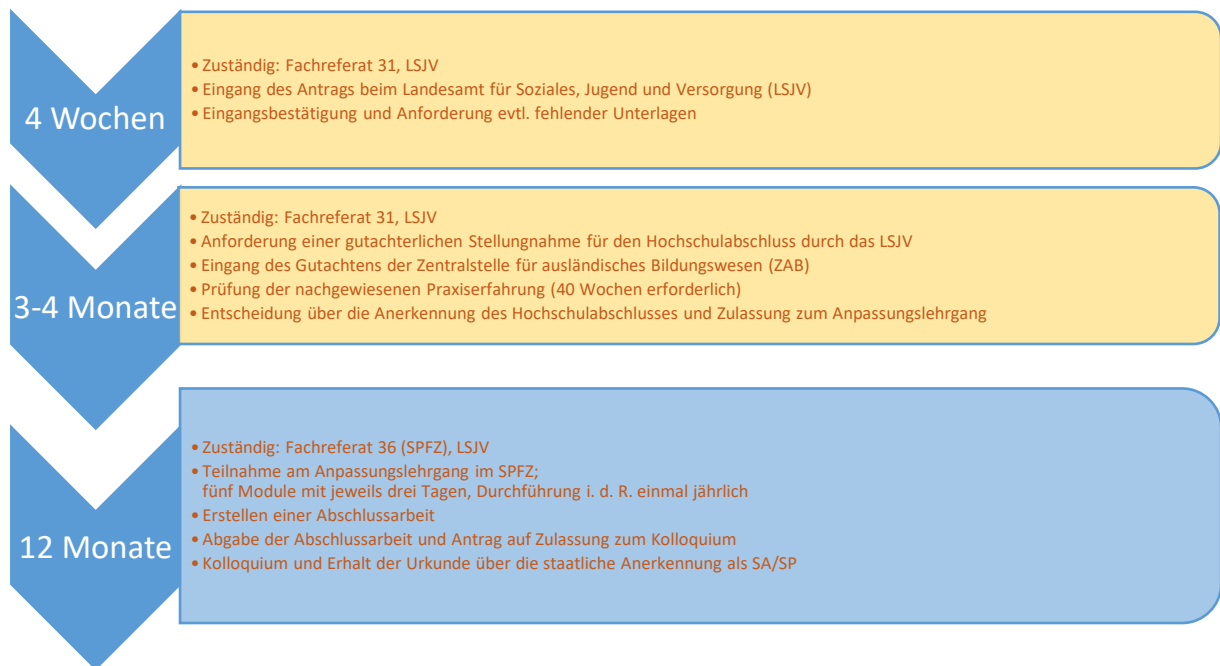 4 Wochen
• Zuständig: Fachreferat 31, LSJV
• Eingang des Antrags beim Landesamt für Soziales, Jugend und Versorgung (LSJV)
• Eingangsbestätigung und Anforderung evtl. fehlender Unterlagen
3-4 Monate
• Zuständig: Fachreferat 31, LSJV
• Anforderung einer gutachterlichen Stellungnahme für den Hochschulabschluss durch das LSJV
• Eingang des Gutachtens der Zentralstelle für ausländisches Bildungswesen (ZAB)
• Prüfung der nachgewiesenen Praxiserfahrung (40 Wochen erforderlich)
• Entscheidung über die Anerkennung des Hochschulabschlusses und Zulassung zum Anpassungslehrgang
12 Monate
• Zuständig: Fachreferat 36 (SPFZ), LSJV
• Teilnahme am Anpassungslehrgang im SPFZ;
fünf Module mit jeweils drei Tagen, Durchführung i. d. R. einmal jährlich
• Erstellen einer Abschlussarbeit
• Abgabe der Abschlussarbeit und Antrag auf Zulassung zum Kolloquium
• Kolloquium und Erhalt der Urkunde über die staatliche Anerkennung als SA/SP